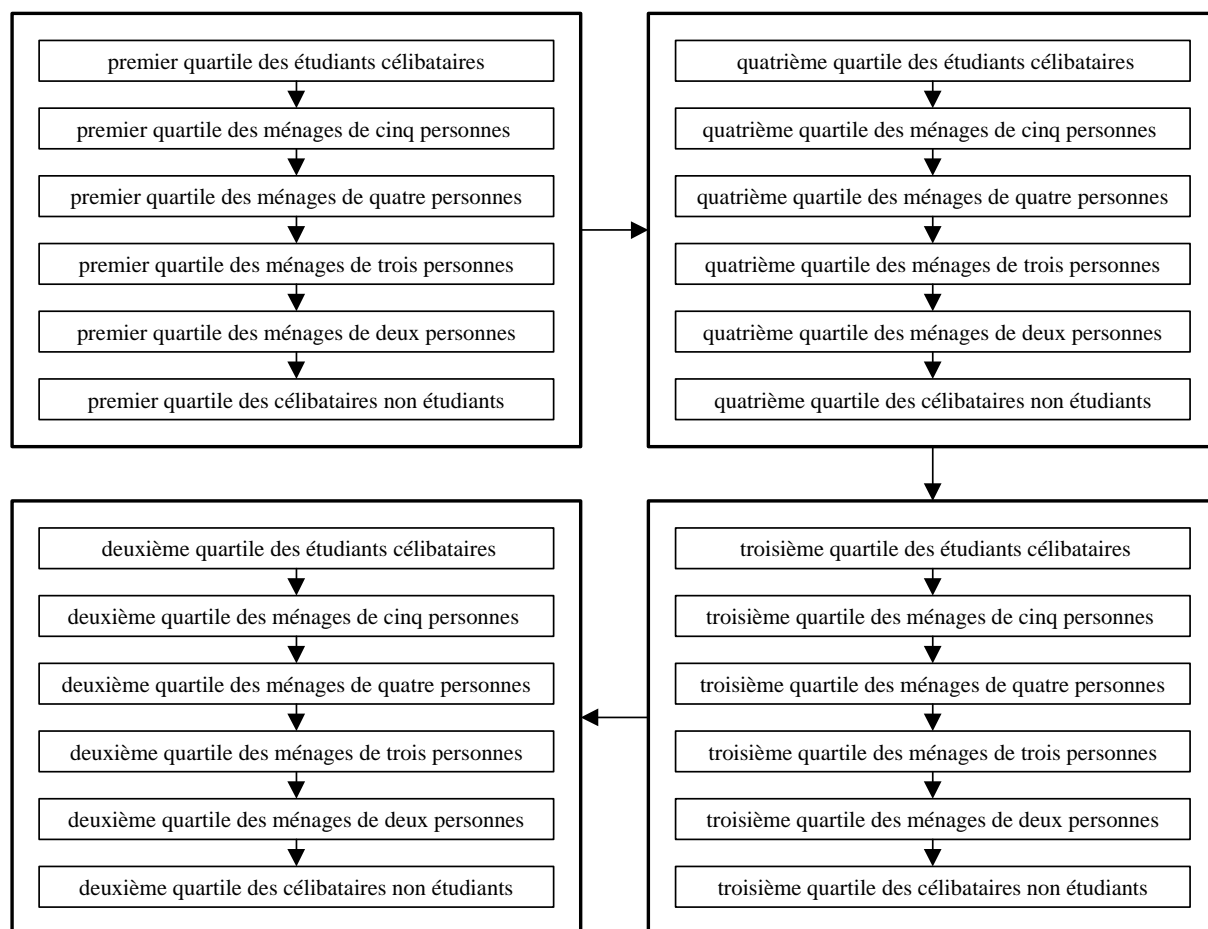 premier quartile des étudiants célibataires
premier quartile des ménages de cinq personnes
premier quartile des ménages de quatre personnes
premier quartile des ménages de trois personnes
premier quartile des ménages de deux personnes
premier quartile des célibataires non étudiants
quatrième quartile des étudiants célibataires
quatrième quartile des ménages de cinq personnes
quatrième quartile des ménages de quatre personnes
quatrième quartile des ménages de trois personnes
quatrième quartile des ménages de deux personnes
quatrième quartile des célibataires non étudiants
troisième quartile des étudiants célibataires
troisième quartile des ménages de cinq personnes
troisième quartile des ménages de quatre personnes
troisième quartile des ménages de trois personnes
troisième quartile des ménages de deux personnes
troisième quartile des célibataires non étudiants
deuxième quartile des étudiants célibataires
deuxième quartile des ménages de cinq personnes
deuxième quartile des ménages de quatre personnes
deuxième quartile des ménages de trois personnes
deuxième quartile des ménages de deux personnes
deuxième quartile des célibataires non étudiants